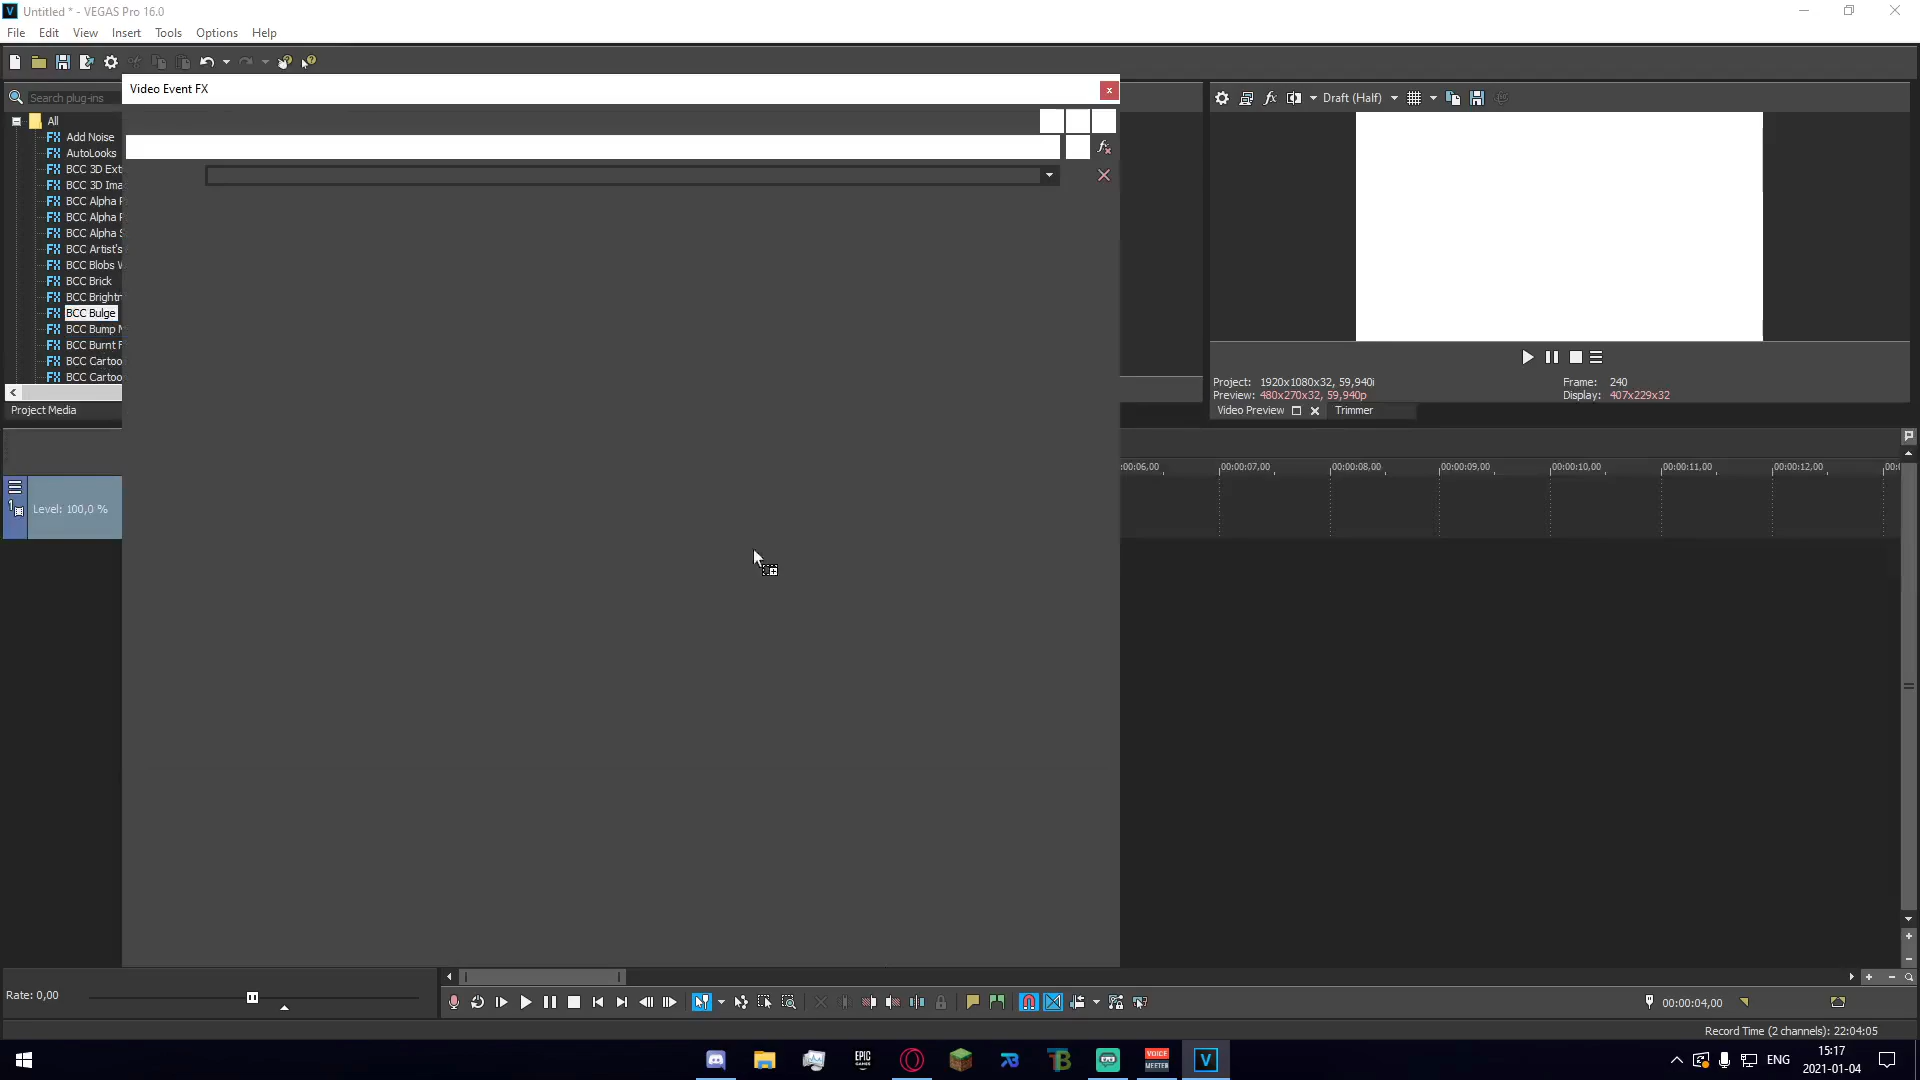 Untitled * - VEGAS Pro 16.0
File Edit View Insert Tools Options Help
Video Event FX
Search plug-ins
Draft (Half)
All
Add Noise
AutoLooks
BCC 3D Ext
BCC 3D Ima
BCC Alpha P
BCC Alpha P
BCC Alpha S
BCC Artist's
BCC Blobs W
BCC Brick
BCC Brightn
BCC Bulge
BCC Bump M
BCC Burnt F
BCC Cartoo
BCC Cartoo
Project: 1920x1080x32, 59,940i
Frame: 240
Preview: 480x270x32, 59,940p
Display: 407x229x32
Project Media
Video Preview
Trimmer
:00:06,00 00:00:07,00 00:00:08,00 00:00:09,00 00:00:10,00 00:00:11,00 00:00:12,00 00:0
1
Level: 100,0 %
Rate: 0,00
00:00:04,00
Record Time (2 channels): 22:04:05
EPIC
GAMES
VOICE
MEETER
V
ENG
15:17
2021-01-04